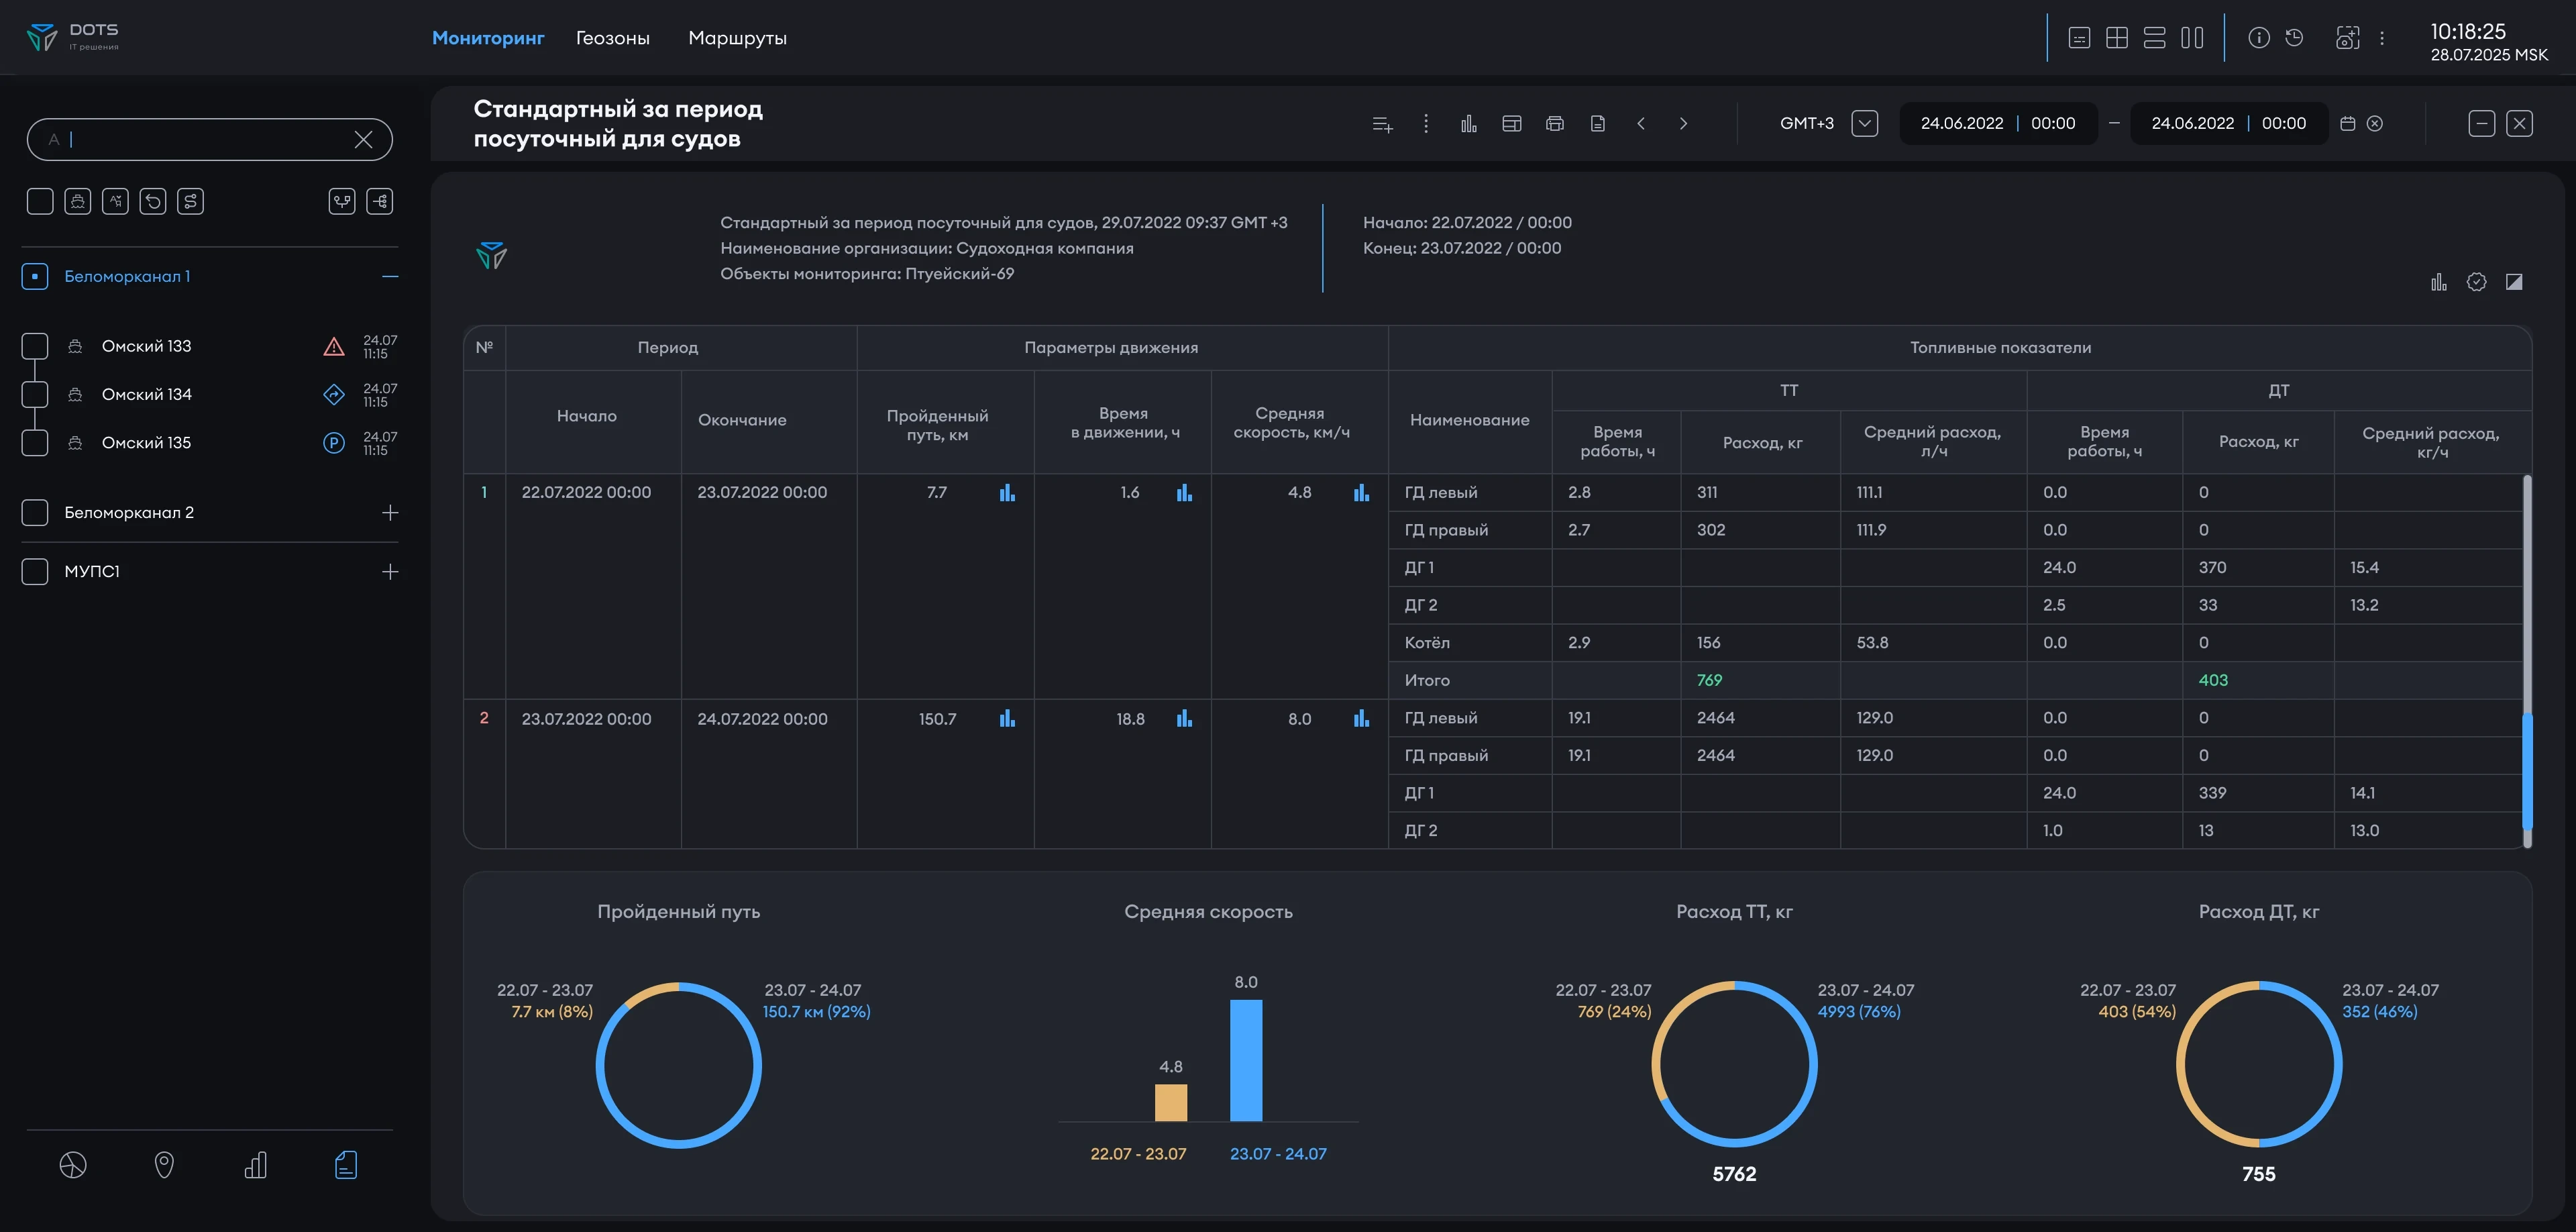 DOTS
IT решения
Мониторинг
Геозоны
Маршруты
10:18:25
28.07.2025 MSK
А
Беломорканал 1
Омский 133
24.07
11:15
Омский 134
24.07
11:15
Омский 135
P
24.07
11:15
Беломорканал 2
МУПС1
Стандартный за период
посуточный для судов
GMT+3
24.06.2022 | 00:00 – 24.06.2022 | 00:00
Стандартный за период посуточный для судов, 29.07.2022 09:37 GMT +3
Наименование организации: Судоходная компания
Объекты мониторинга: Птуейский-69
Начало: 22.07.2022 / 00:00
Конец: 23.07.2022 / 00:00
№ Период Параметры движения Топливные показатели
Начало
Окончание
Пройденный
путь, км
Время
в движении, ч
Средняя
скорость, км/ч
Наименование
ТТ
ДТ
Время
работы, ч
Расход, кг
Средний расход,
л/ч
Время
работы, ч
Расход, кг
Средний расход,
кг/ч
1 22.07.2022 00:00 23.07.2022 00:00 7.7 1.6 4.8 ГД левый 2.8 311 111.1 0.0 0
ГД правый 2.7 302 111.9 0.0 0
ДГ 1 24.0 370 15.4
ДГ 2 2.5 33 13.2
Котёл 2.9 156 53.8 0.0 0
Итого 769 403
2 23.07.2022 00:00 24.07.2022 00:00 150.7 18.8 8.0 ГД левый 19.1 2464 129.0 0.0 0
ГД правый 19.1 2464 129.0 0.0 0
ДГ 1 24.0 339 14.1
ДГ 2 1.0 13 13.0
Пройденный путь
22.07 - 23.07
7.7 км (8%)
23.07 - 24.07
150.7 км (92%)
Средняя скорость
8.0
4.8
22.07 - 23.07
23.07 - 24.07
Расход ТТ, кг
22.07 - 23.07
769 (24%)
23.07 - 24.07
4993 (76%)
5762
Расход ДТ, кг
22.07 - 23.07
403 (54%)
23.07 - 24.07
352 (46%)
755